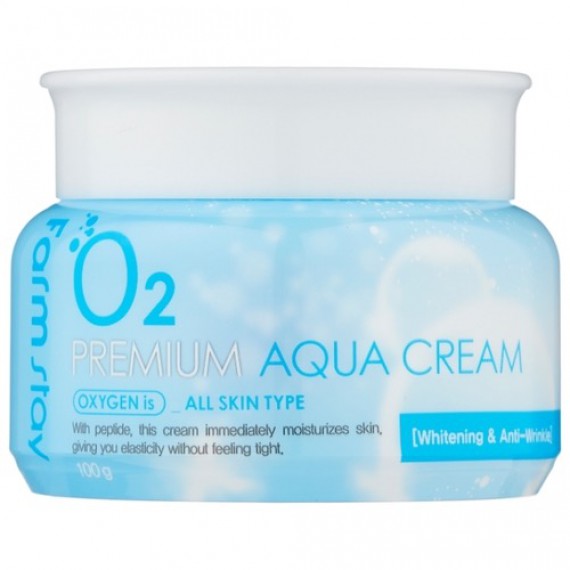 Farm stay
O2
PREMIUM AQUA CREAM
OXYGEN is _ ALL SKIN TYPE
With peptide, this cream immediately moisturizes skin,
giving you elasticity without feeling tight.
100 g
[Whitening & Anti-Wrinkle]